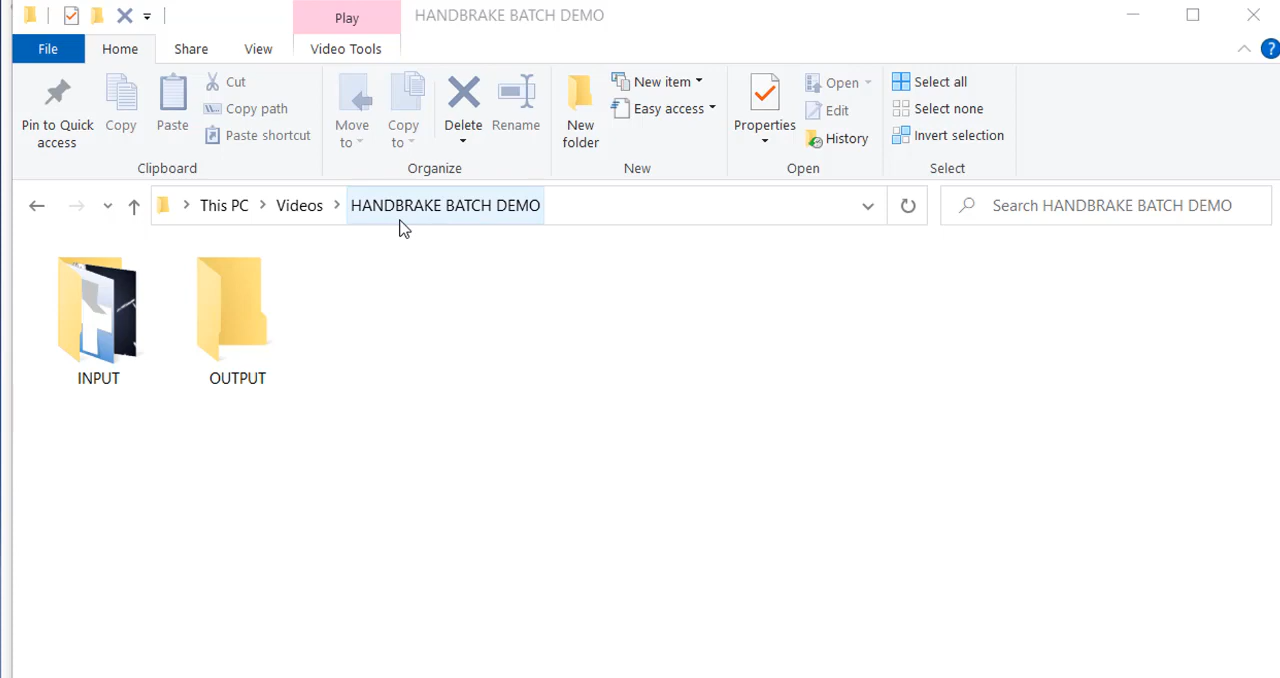 Play
HANDBRAKE BATCH DEMO
File
Home
Share
View
Video Tools
Pin to Quick access
Copy
Paste
Cut
Copy path
Paste shortcut
Clipboard
Move to
Copy to
Delete
Rename
Organize
New folder
New item
Easy access
New
Properties
Open
Edit
History
Open
Select all
Select none
Invert selection
Select
This PC
Videos
HANDBRAKE BATCH DEMO
Search HANDBRAKE BATCH DEMO
INPUT
OUTPUT